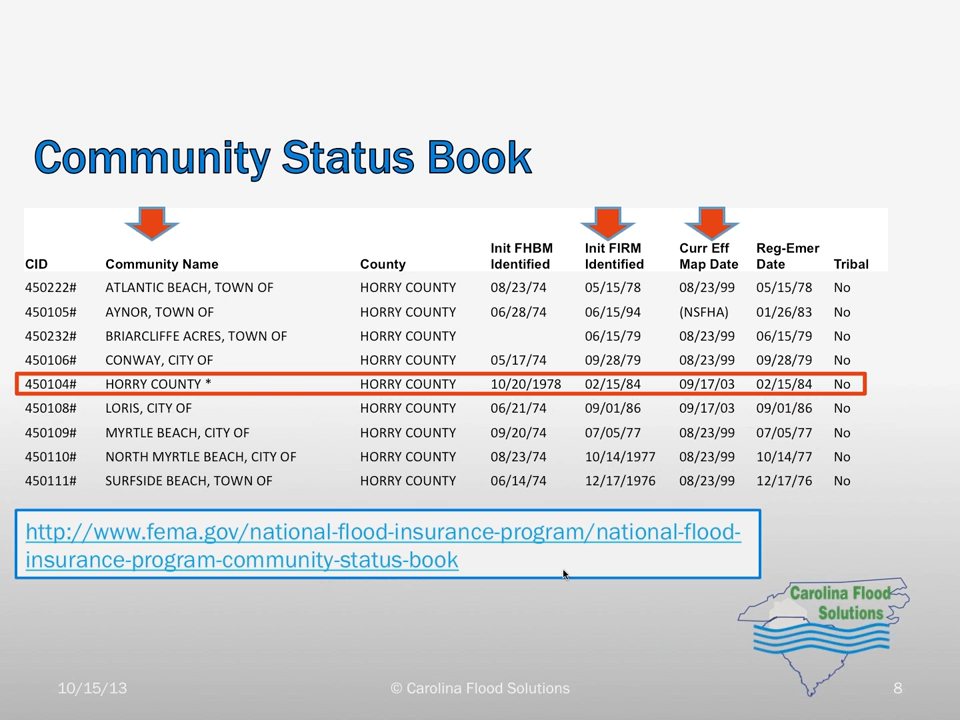 Community Status Book
CID Community Name County Init FHBM Identified Init FIRM Identified Curr Eff Map Date Reg-Emer Date Tribal
450222# ATLANTIC BEACH, TOWN OF HORRY COUNTY 08/23/74 05/15/78 08/23/99 05/15/78 No
450105# AYNOR, TOWN OF HORRY COUNTY 06/28/74 06/15/94 (NSFHA) 01/26/83 No
450232# BRIARCLIFFE ACRES, TOWN OF HORRY COUNTY 06/15/79 08/23/99 06/15/79 No
450106# CONWAY, CITY OF HORRY COUNTY 05/17/74 09/28/79 08/23/99 09/28/79 No
450104# HORRY COUNTY * HORRY COUNTY 10/20/1978 02/15/84 09/17/03 02/15/84 No
450108# LORIS, CITY OF HORRY COUNTY 06/21/74 09/01/86 09/17/03 09/01/86 No
450109# MYRTLE BEACH, CITY OF HORRY COUNTY 09/20/74 07/05/77 08/23/99 07/05/77 No
450110# NORTH MYRTLE BEACH, CITY OF HORRY COUNTY 08/23/74 10/14/1977 08/23/99 10/14/77 No
450111# SURFSIDE BEACH, TOWN OF HORRY COUNTY 06/14/74 12/17/1976 08/23/99 12/17/76 No
http://www.fema.gov/national-flood-insurance-program/national-flood-
insurance-program-community-status-book
Carolina Flood
Solutions
10/15/13 © Carolina Flood Solutions 8